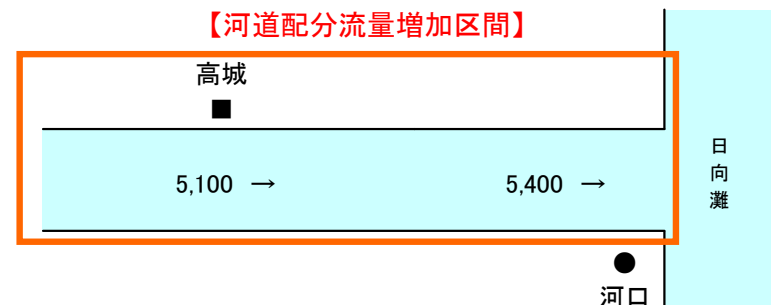 【河道配分流量増加区間】
高城
■
5,100 →
5,400 →
日向灘
●
河口